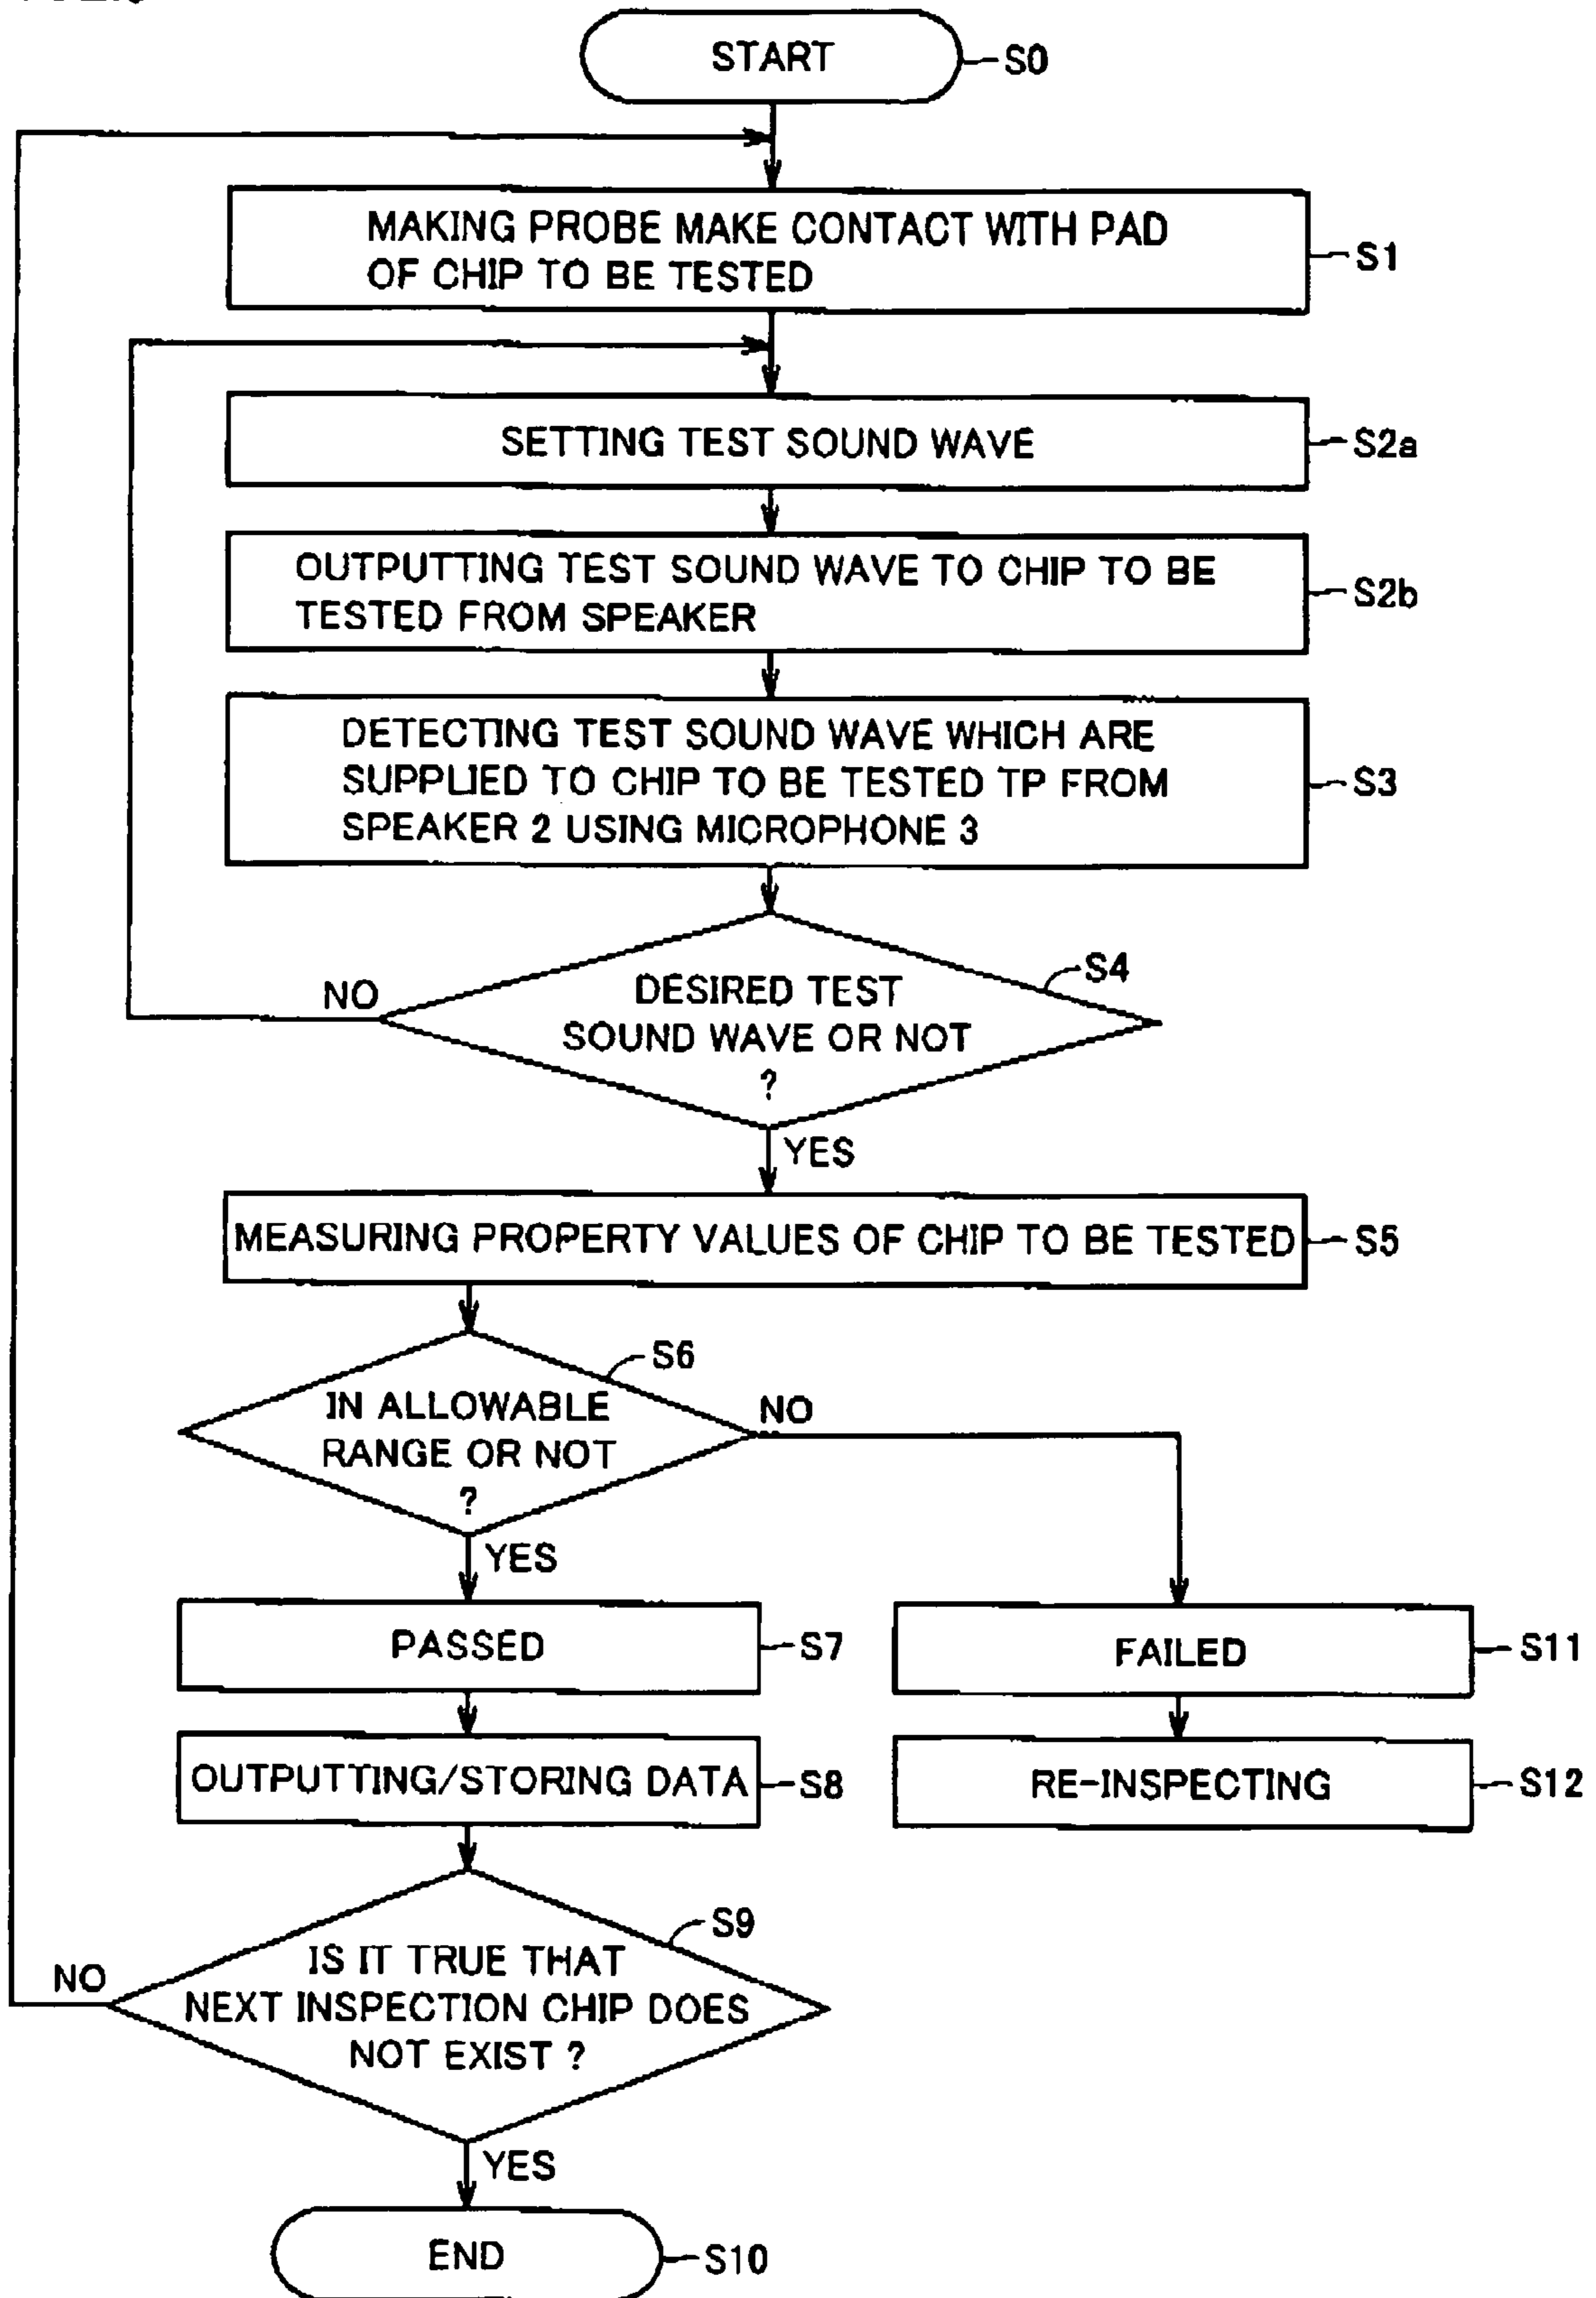 START
S0
MAKING PROBE MAKE CONTACT WITH PAD
OF CHIP TO BE TESTED
S1
SETTING TEST SOUND WAVE
S2a
OUTPUTTING TEST SOUND WAVE TO CHIP TO BE
TESTED FROM SPEAKER
S2b
DETECTING TEST SOUND WAVE WHICH ARE
SUPPLIED TO CHIP TO BE TESTED TP FROM
SPEAKER 2 USING MICROPHONE 3
S3
S4
NO
DESIRED TEST
SOUND WAVE OR NOT
?
YES
MEASURING PROPERTY VALUES OF CHIP TO BE TESTED
S5
S6
IN ALLOWABLE
RANGE OR NOT
?
NO
YES
PASSED
S7
FAILED
S11
OUTPUTTING/STORING DATA
S8
RE-INSPECTING
S12
S9
NO
IS IT TRUE THAT
NEXT INSPECTION CHIP DOES
NOT EXIST ?
YES
END
S10